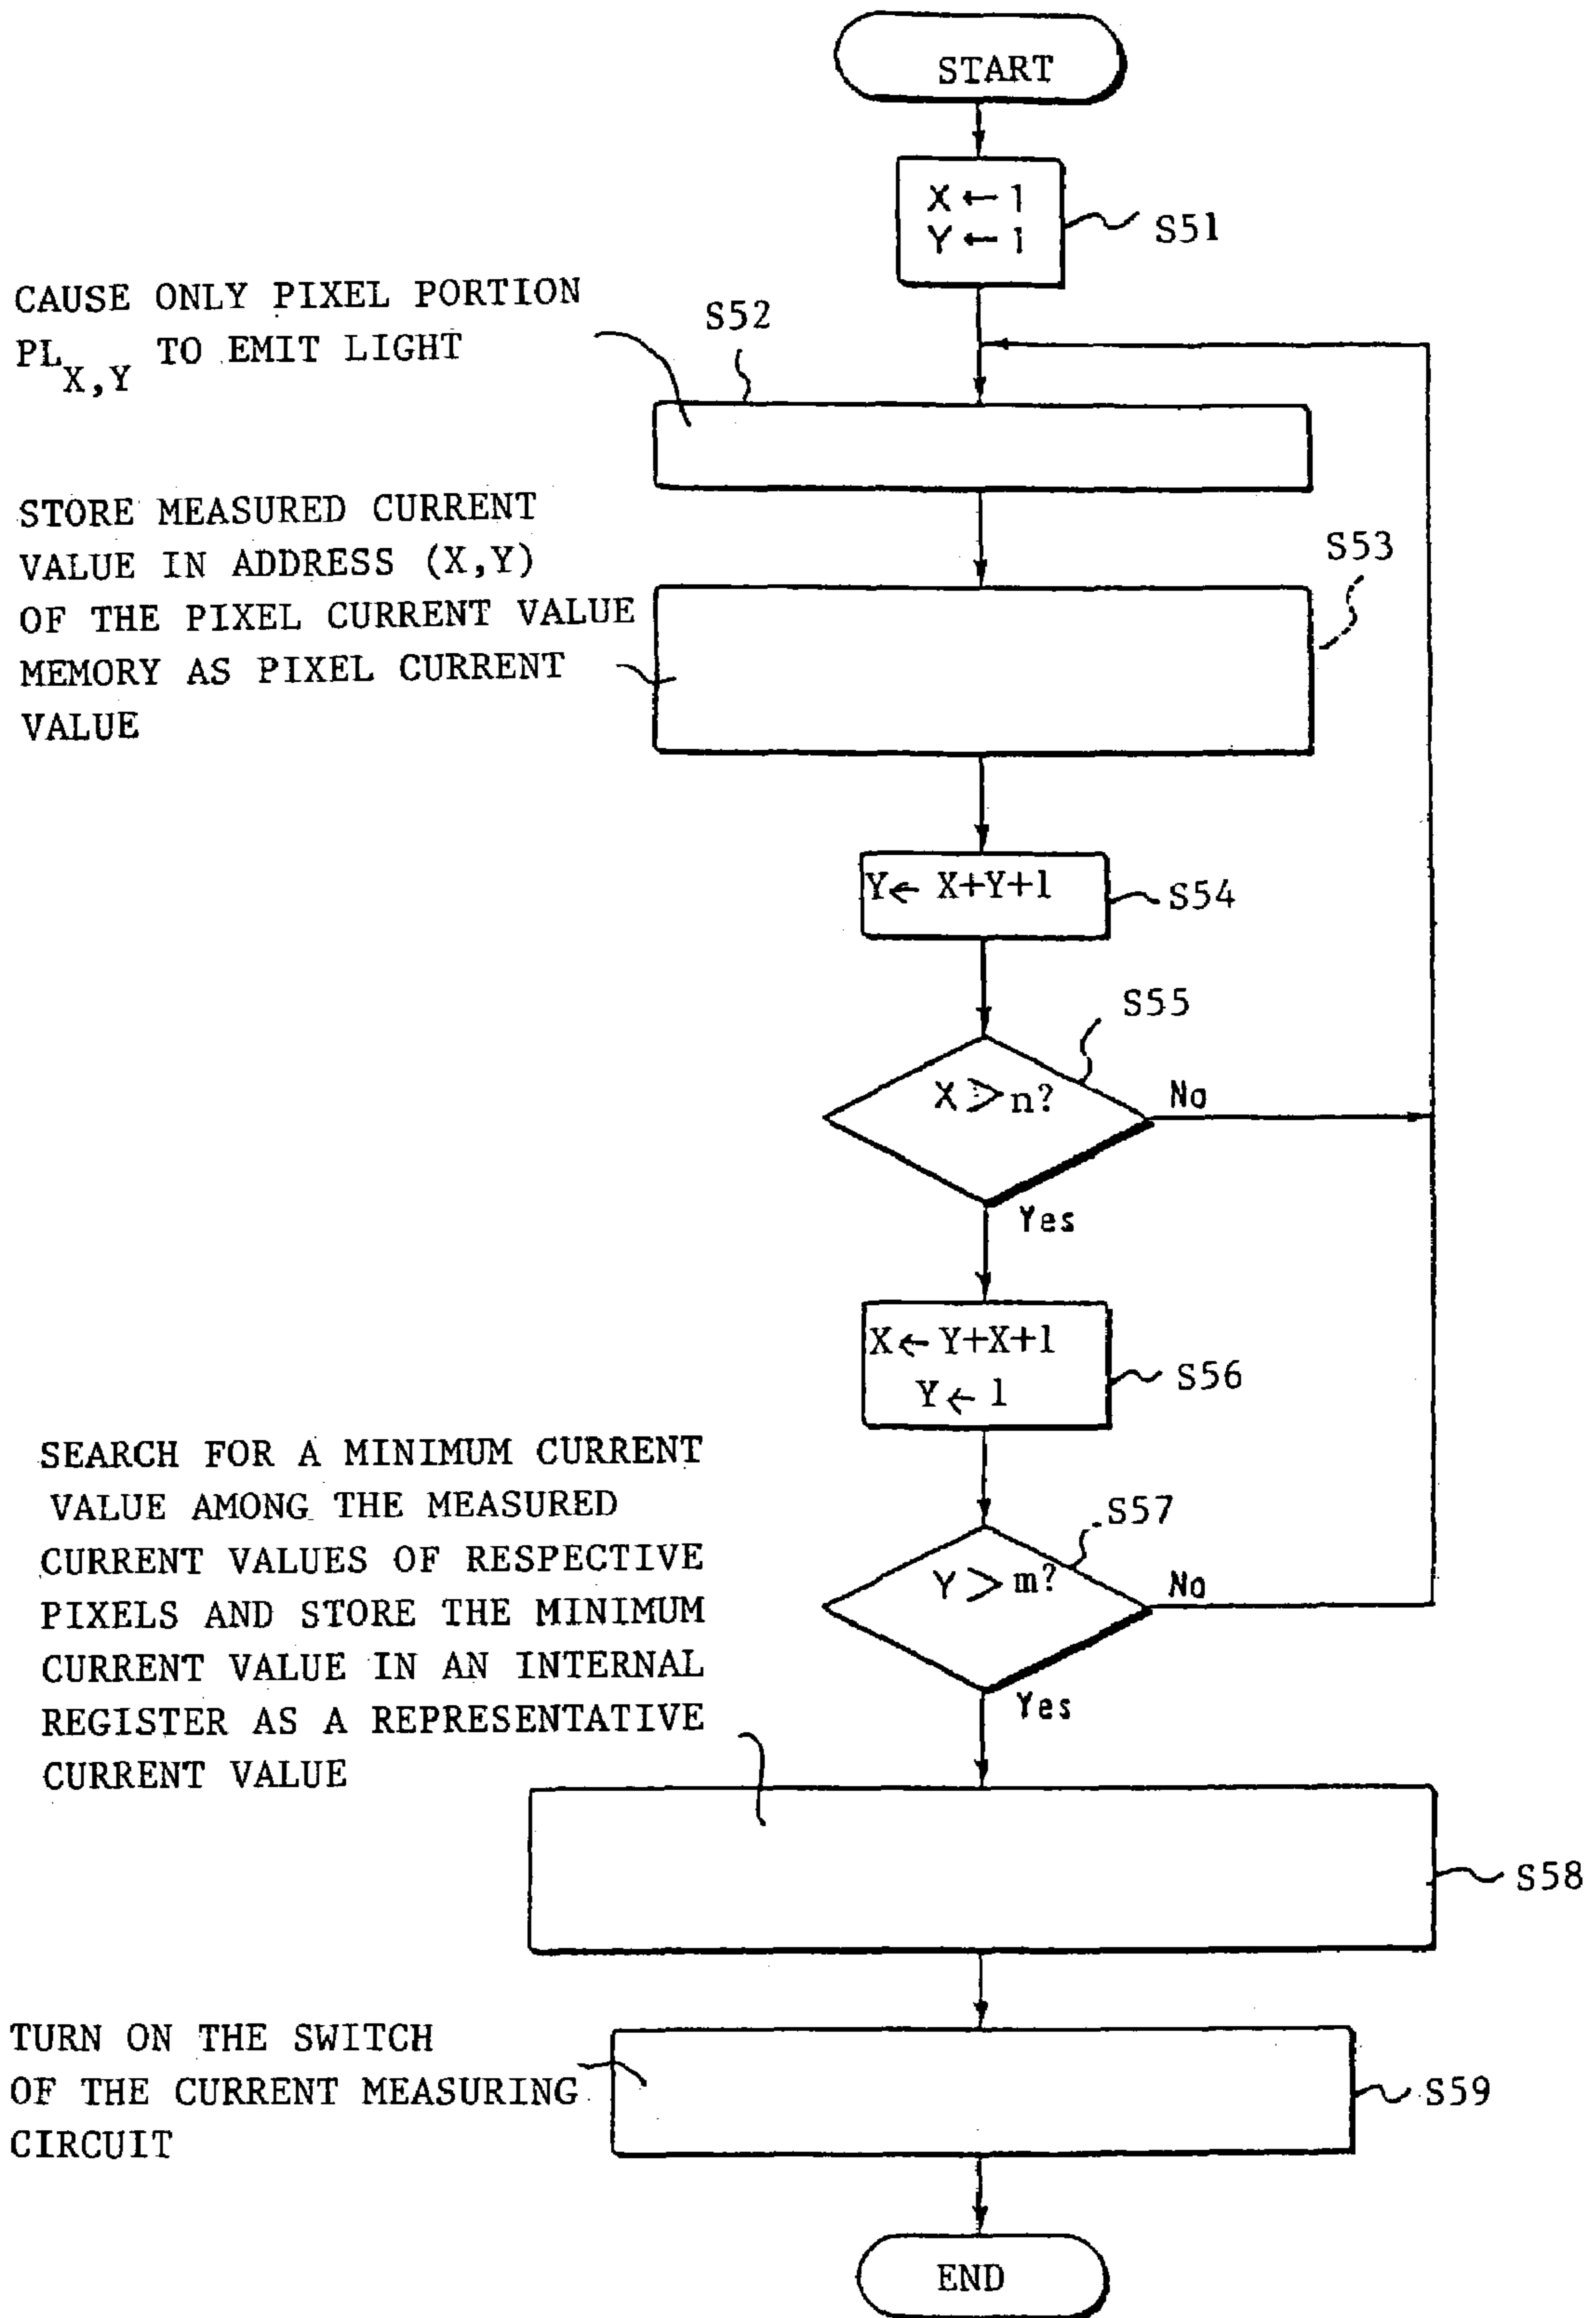 START
X ← 1
Y ← 1
S51
CAUSE ONLY PIXEL PORTION
PL X,Y TO EMIT LIGHT
S52
STORE MEASURED CURRENT
VALUE IN ADDRESS (X,Y)
OF THE PIXEL CURRENT VALUE
MEMORY AS PIXEL CURRENT
VALUE
S53
Y ← X+Y+1
S54
S55
X > n?
No
Yes
X ← Y+X+1
Y ← 1
S56
S57
Y > m?
No
Yes
SEARCH FOR A MINIMUM CURRENT
VALUE AMONG THE MEASURED
CURRENT VALUES OF RESPECTIVE
PIXELS AND STORE THE MINIMUM
CURRENT VALUE IN AN INTERNAL
REGISTER AS A REPRESENTATIVE
CURRENT VALUE
S58
TURN ON THE SWITCH
OF THE CURRENT MEASURING
CIRCUIT
S59
END